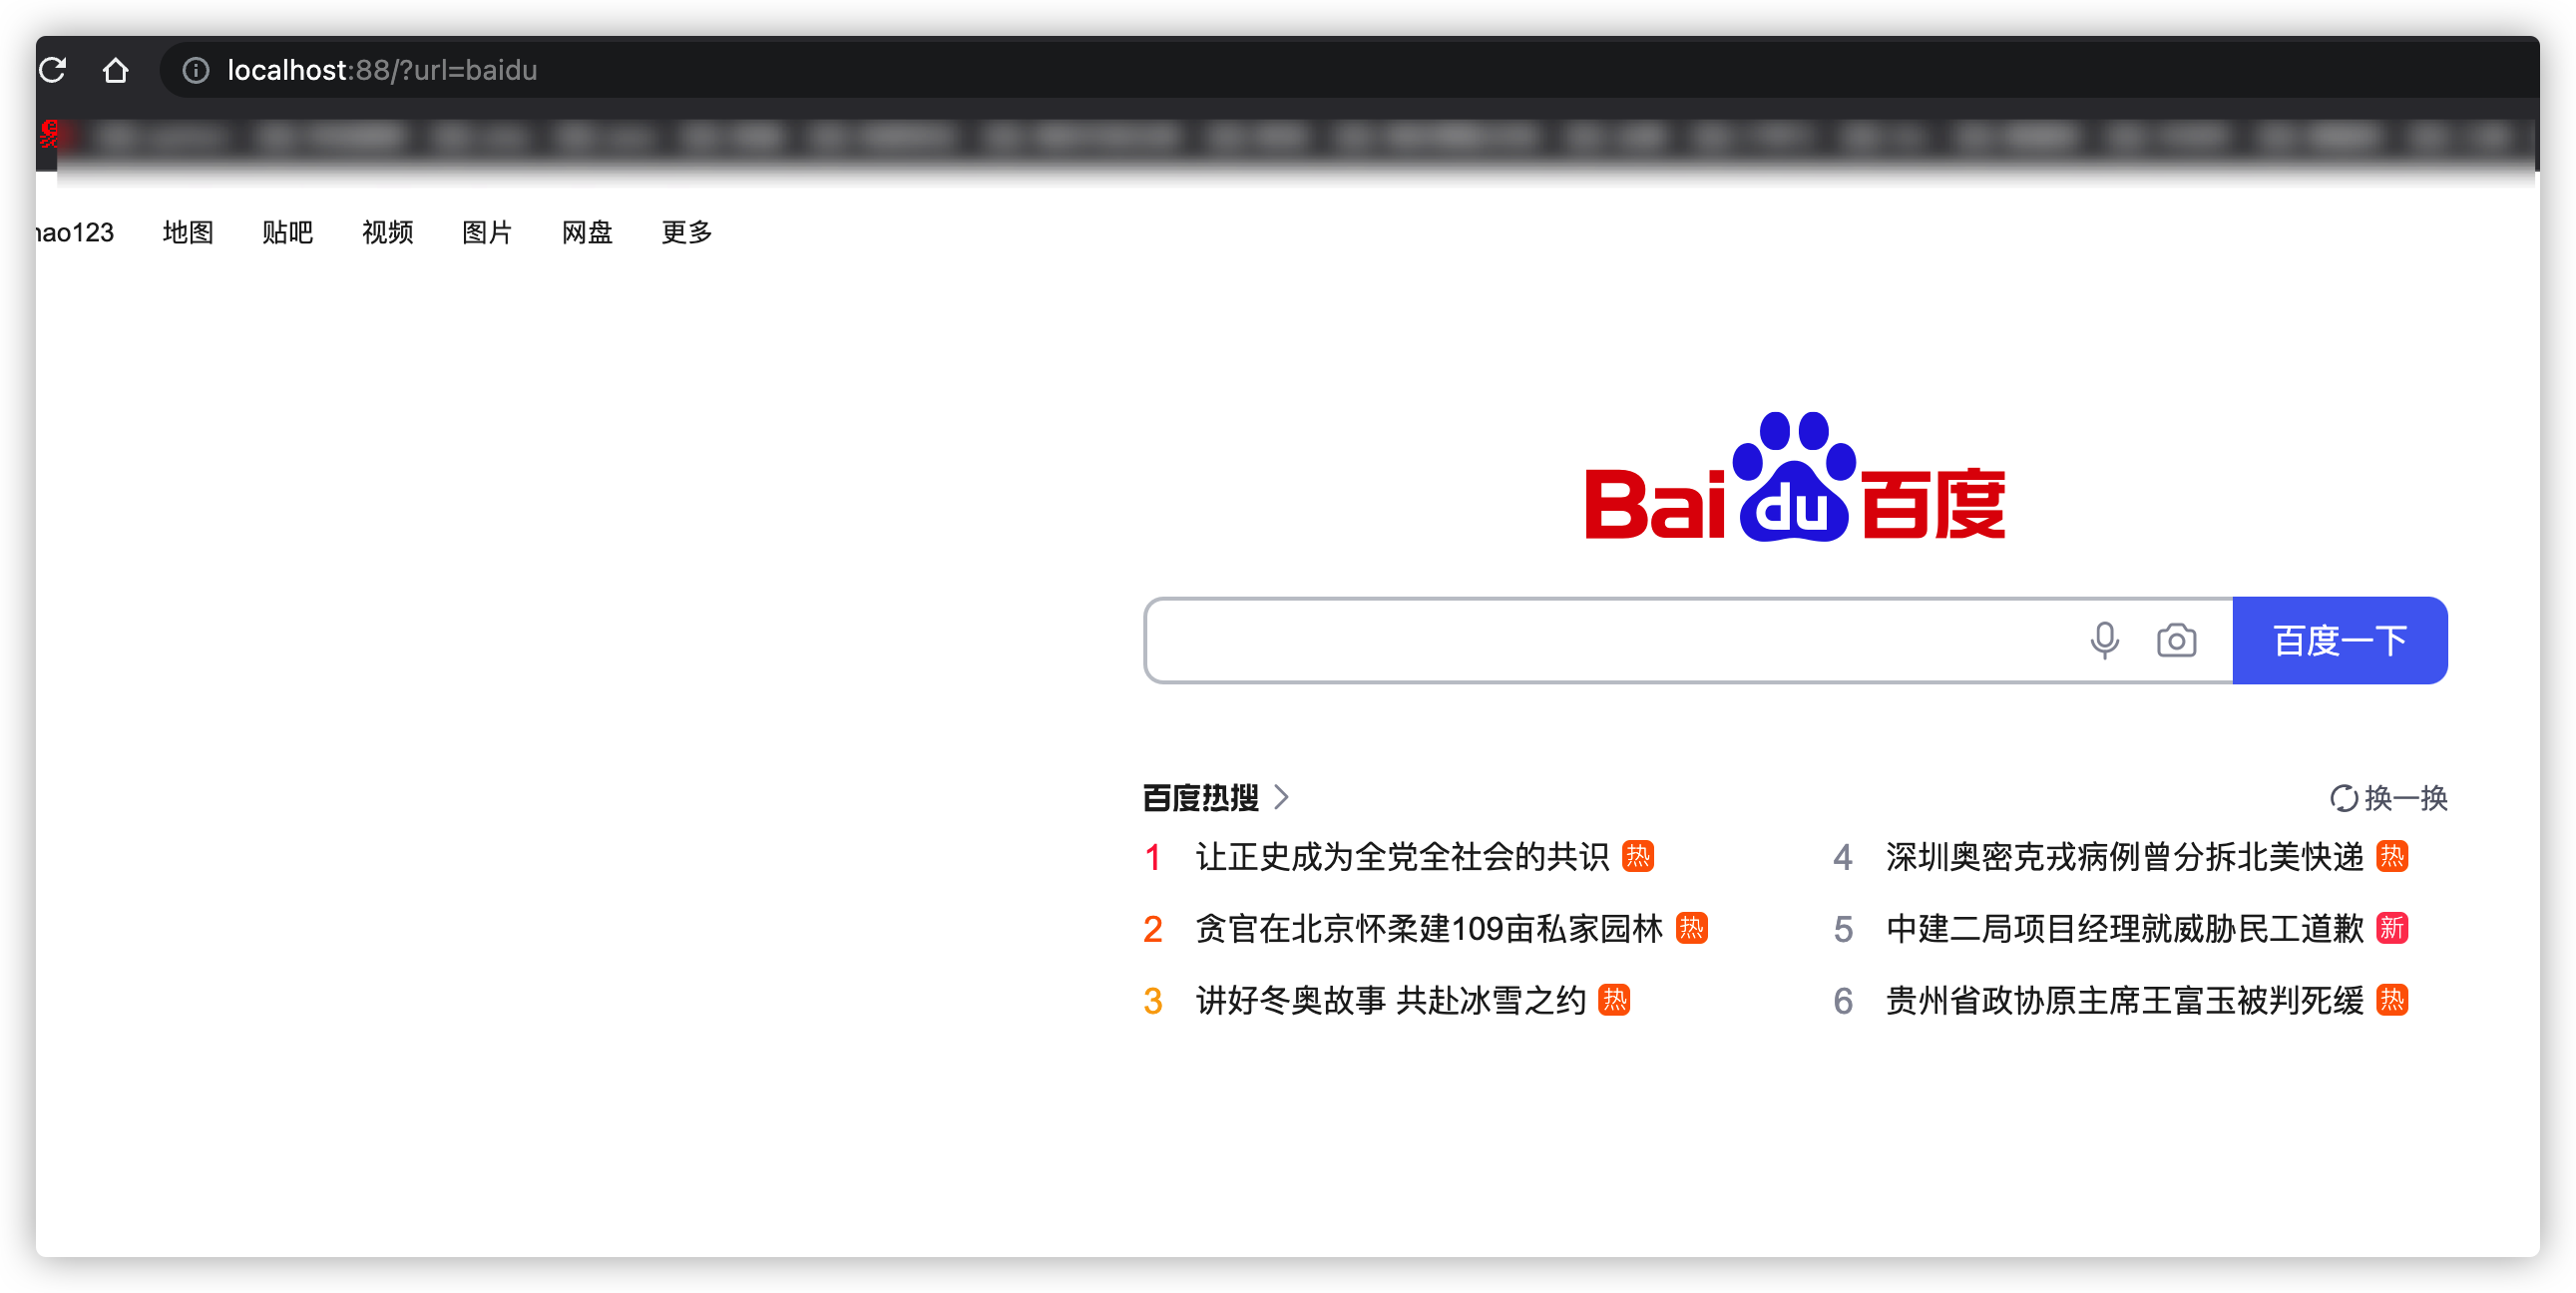 localhost:88/?url=baidu
hao123 地图 贴吧 视频 图片 网盘 更多
Bai du 百度
百度一下
百度热搜
换一换
1 让正史成为全党全社会的共识 热
4 深圳奥密克戎病例曾分拆北美快递 热
2 贪官在北京怀柔建109亩私家园林 热
5 中建二局项目经理就威胁民工道歉 新
3 讲好冬奥故事 共赴冰雪之约 热
6 贵州省政协原主席王富玉被判死缓 热